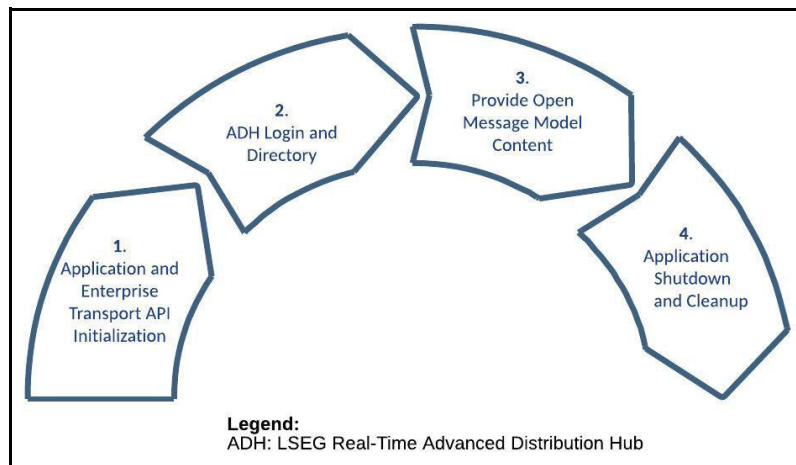 1.
Application and
Enterprise
Transport API
Initialization
2.
ADH Login and
Directory
3.
Provide Open
Message Model
Content
4.
Application
Shutdown
and Cleanup
Legend:
ADH: LSEG Real-Time Advanced Distribution Hub